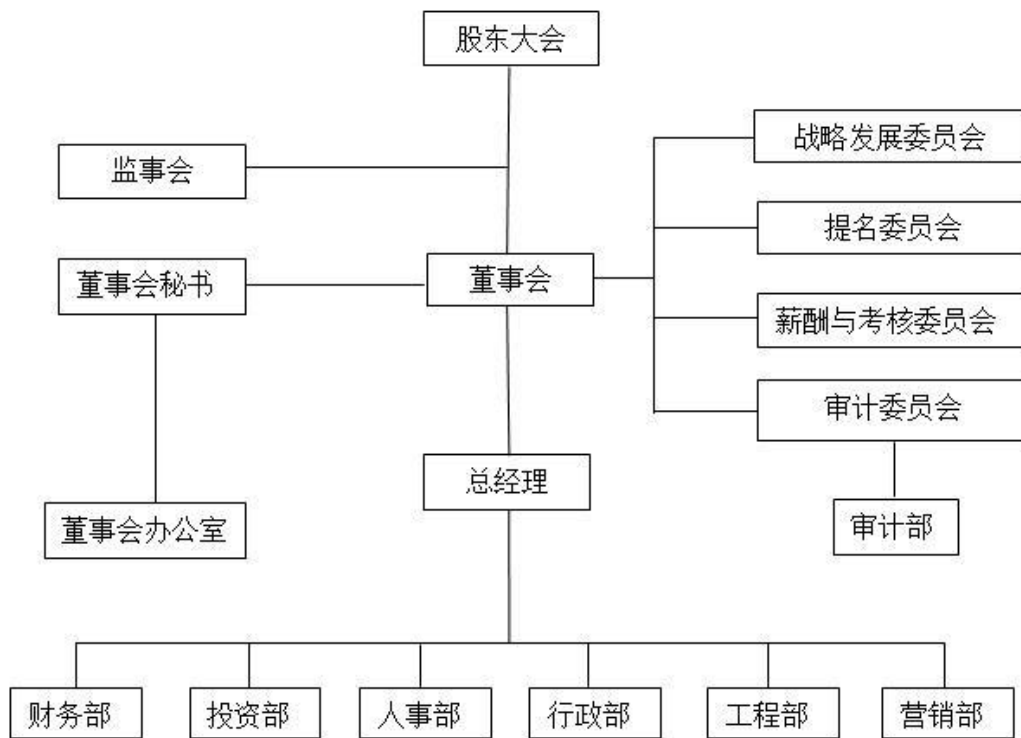 股东大会
战略发展委员会
监事会
提名委员会
董事会秘书
董事会
薪酬与考核委员会
审计委员会
总经理
董事会办公室
审计部
财务部
投资部
人事部
行政部
工程部
营销部